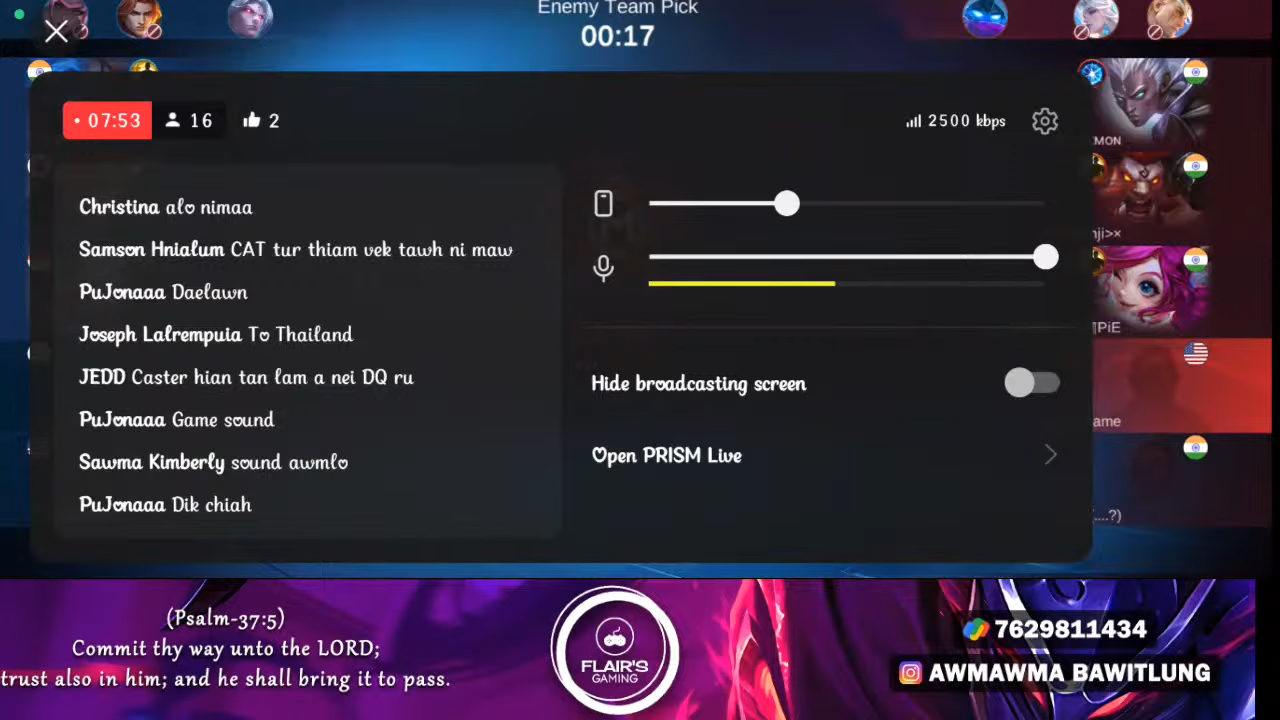 Enemy Team Pick
00:17
• 07:53
16
2
2500 kbps
Christina alo nimaa
Samson Hnialum CAT tur thiam vek tawh ni maw
PuJonaaa Daelawn
Joseph Lalrempuia To Thailand
JEDD Caster hian tan lam a nei DQ ru
PuJonaaa Game sound
Sawma Kimberly sound awmlo
PuJonaaa Dik chiah
Hide broadcasting screen
Open PRISM Live
MON
nji>×
PiE
ame
...?)
(Psalm-37:5)
Commit thy way unto the LORD;
trust also in him; and he shall bring it to pass.
FLAIR'S
GAMING
7629811434
AWMAWMA BAWITLUNG